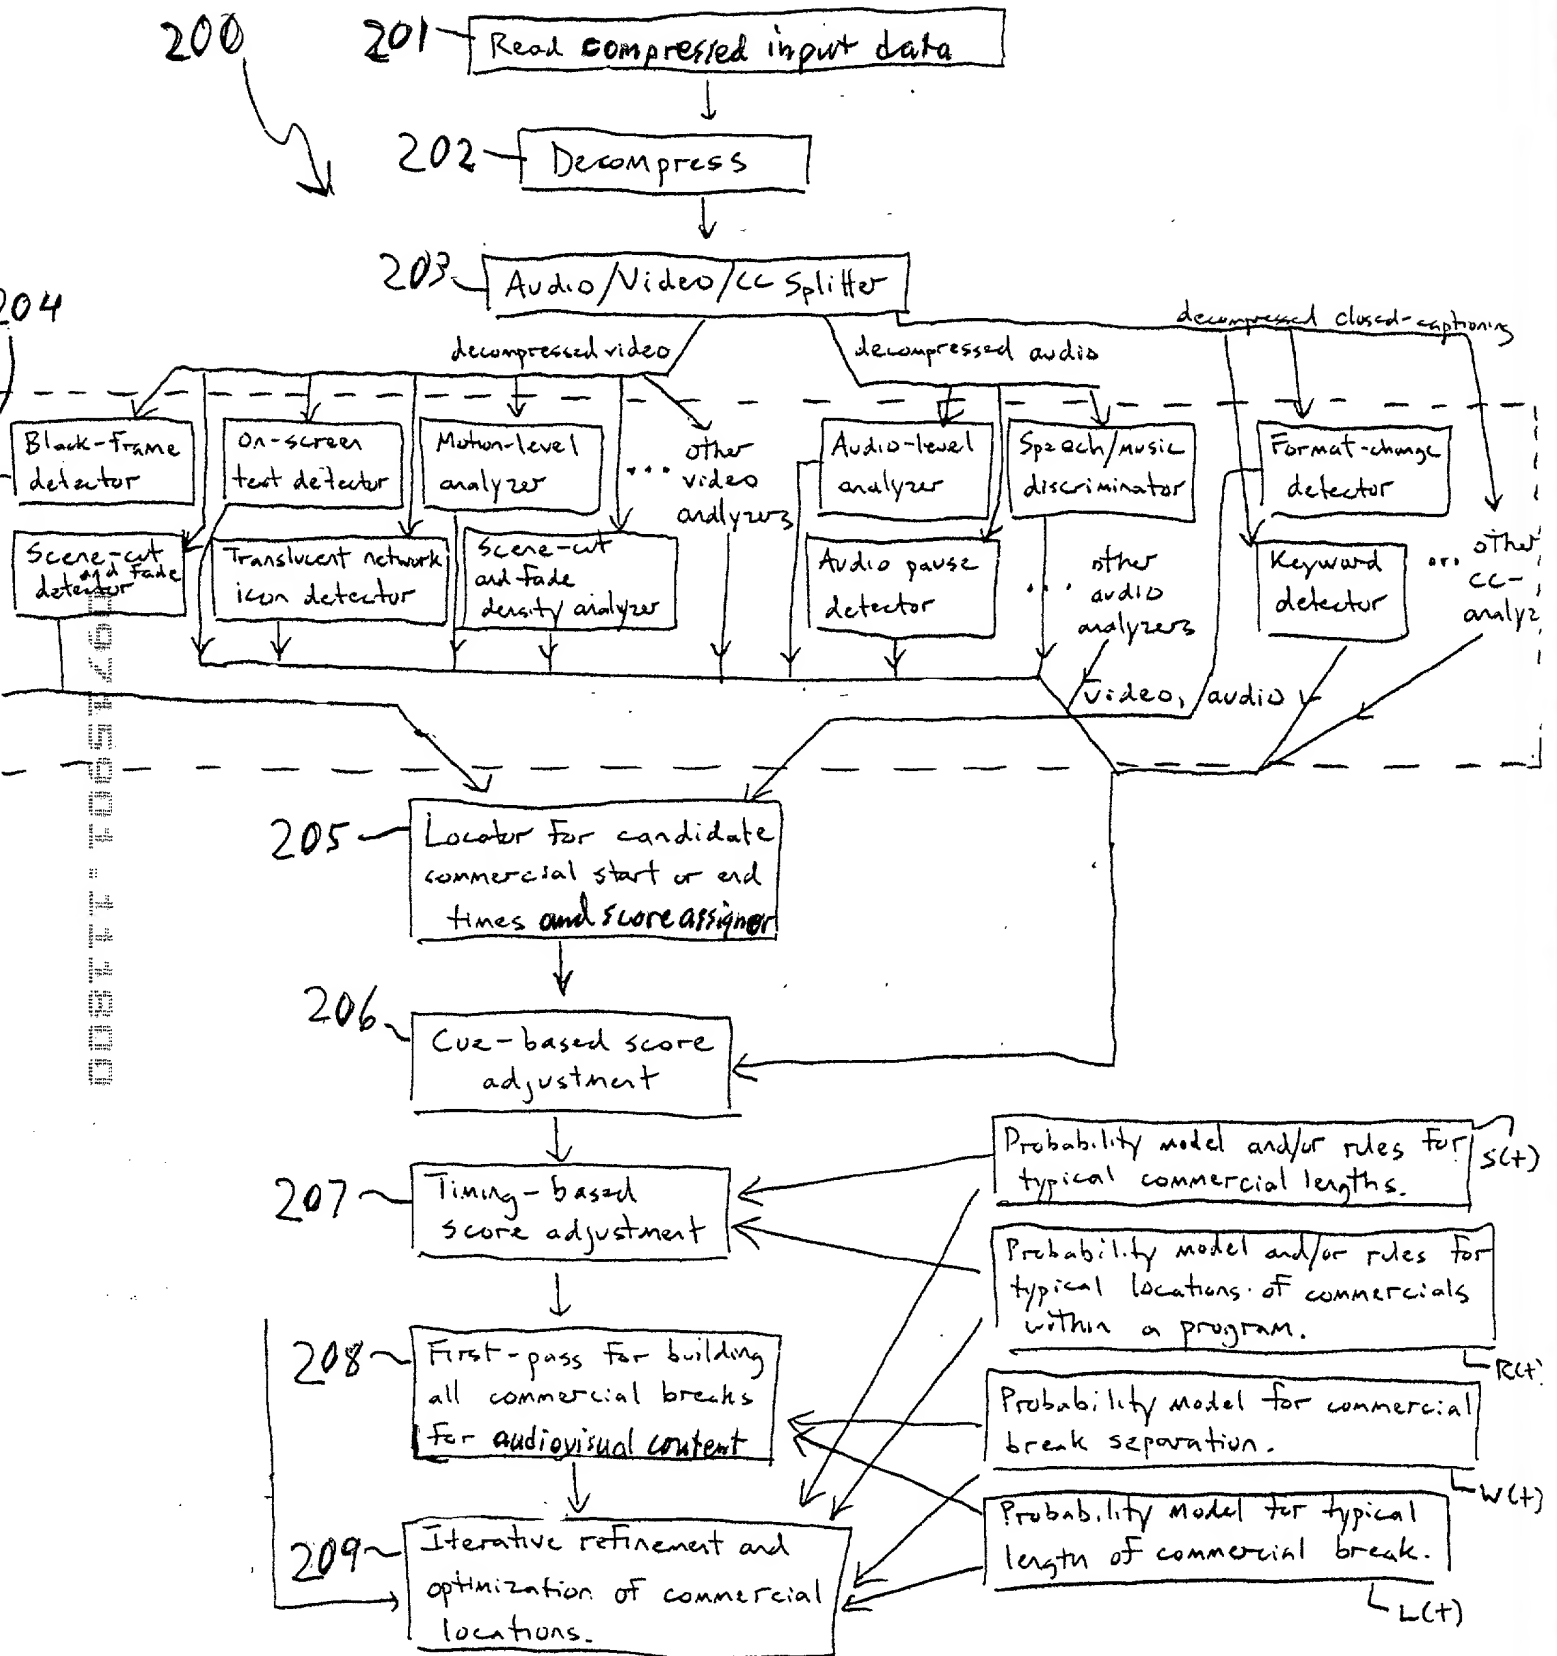 200
201
Read compressed input data
202
Decompress
203
Audio/Video/CC Splitter
204
decompressed video
decompressed audio
decompressed closed-captioning
Black-frame
detector
On-screen
text detector
Motion-level
analyzer
... other
video
analyzers
Audio-level
analyzer
Speech/music
discriminator
Format-change
detector
Scene-cut
and fade
detector
Translucent network
icon detector
Scene-cut
and fade
density analyzer
Audio pause
detector
... other
audio
analyzers
Keyword
detector
... other
CC-
analyz
video, audio
205
Locator for candidate
commercial start or end
times and score assigner
206
Cue-based score
adjustment
207
Timing-based
score adjustment
Probability model and/or rules for
typical commercial lengths.
S(t)
Probability model and/or rules for
typical locations of commercials
within a program.
R(t)
208
First-pass for building
all commercial breaks
for audiovisual content
Probability model for commercial
break separation.
W(t)
Probability model for typical
length of commercial break.
L(t)
209
Iterative refinement and
optimization of commercial
locations.